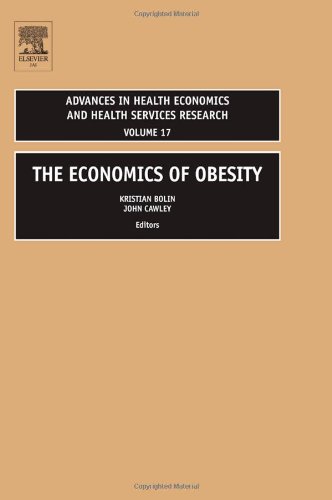 ELSEVIER
JAI
ADVANCES IN HEALTH ECONOMICS
AND HEALTH SERVICES RESEARCH
VOLUME 17
THE ECONOMICS OF OBESITY
KRISTIAN BOLIN
JOHN CAWLEY
Editors